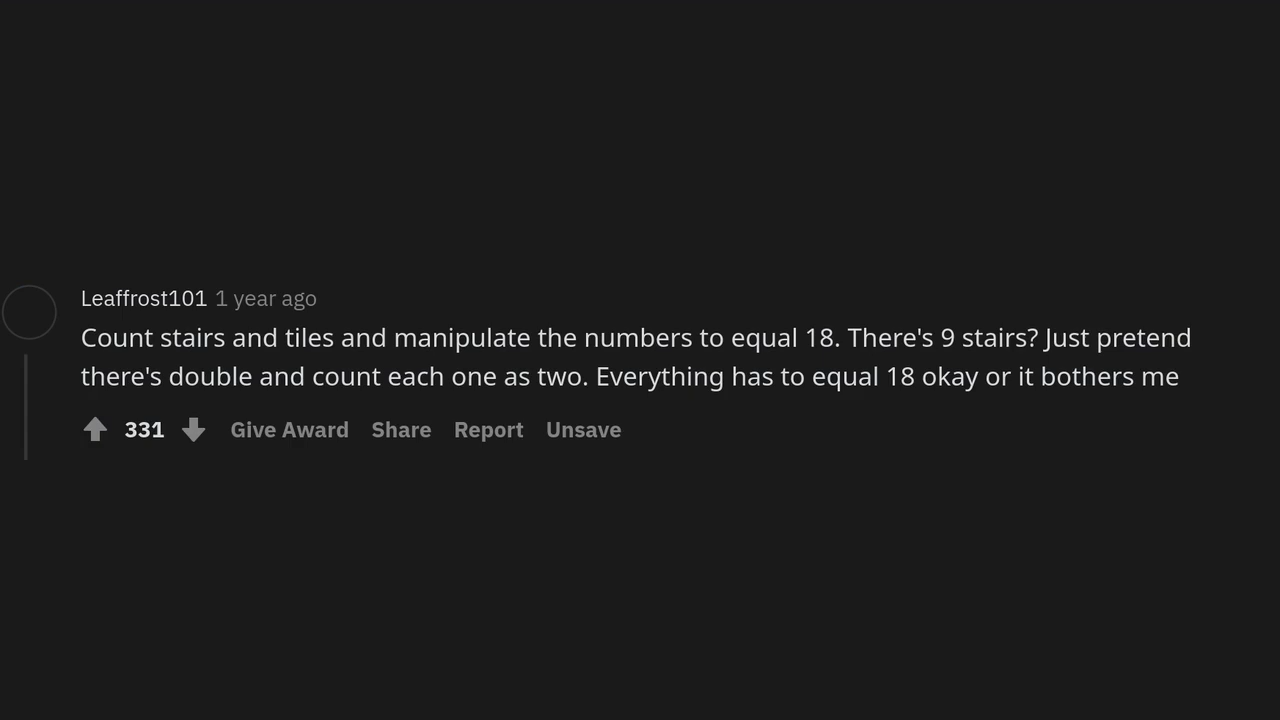 Leaffrost101 1 year ago
Count stairs and tiles and manipulate the numbers to equal 18. There's 9 stairs? Just pretend
there's double and count each one as two. Everything has to equal 18 okay or it bothers me
331 Give Award Share Report Unsave